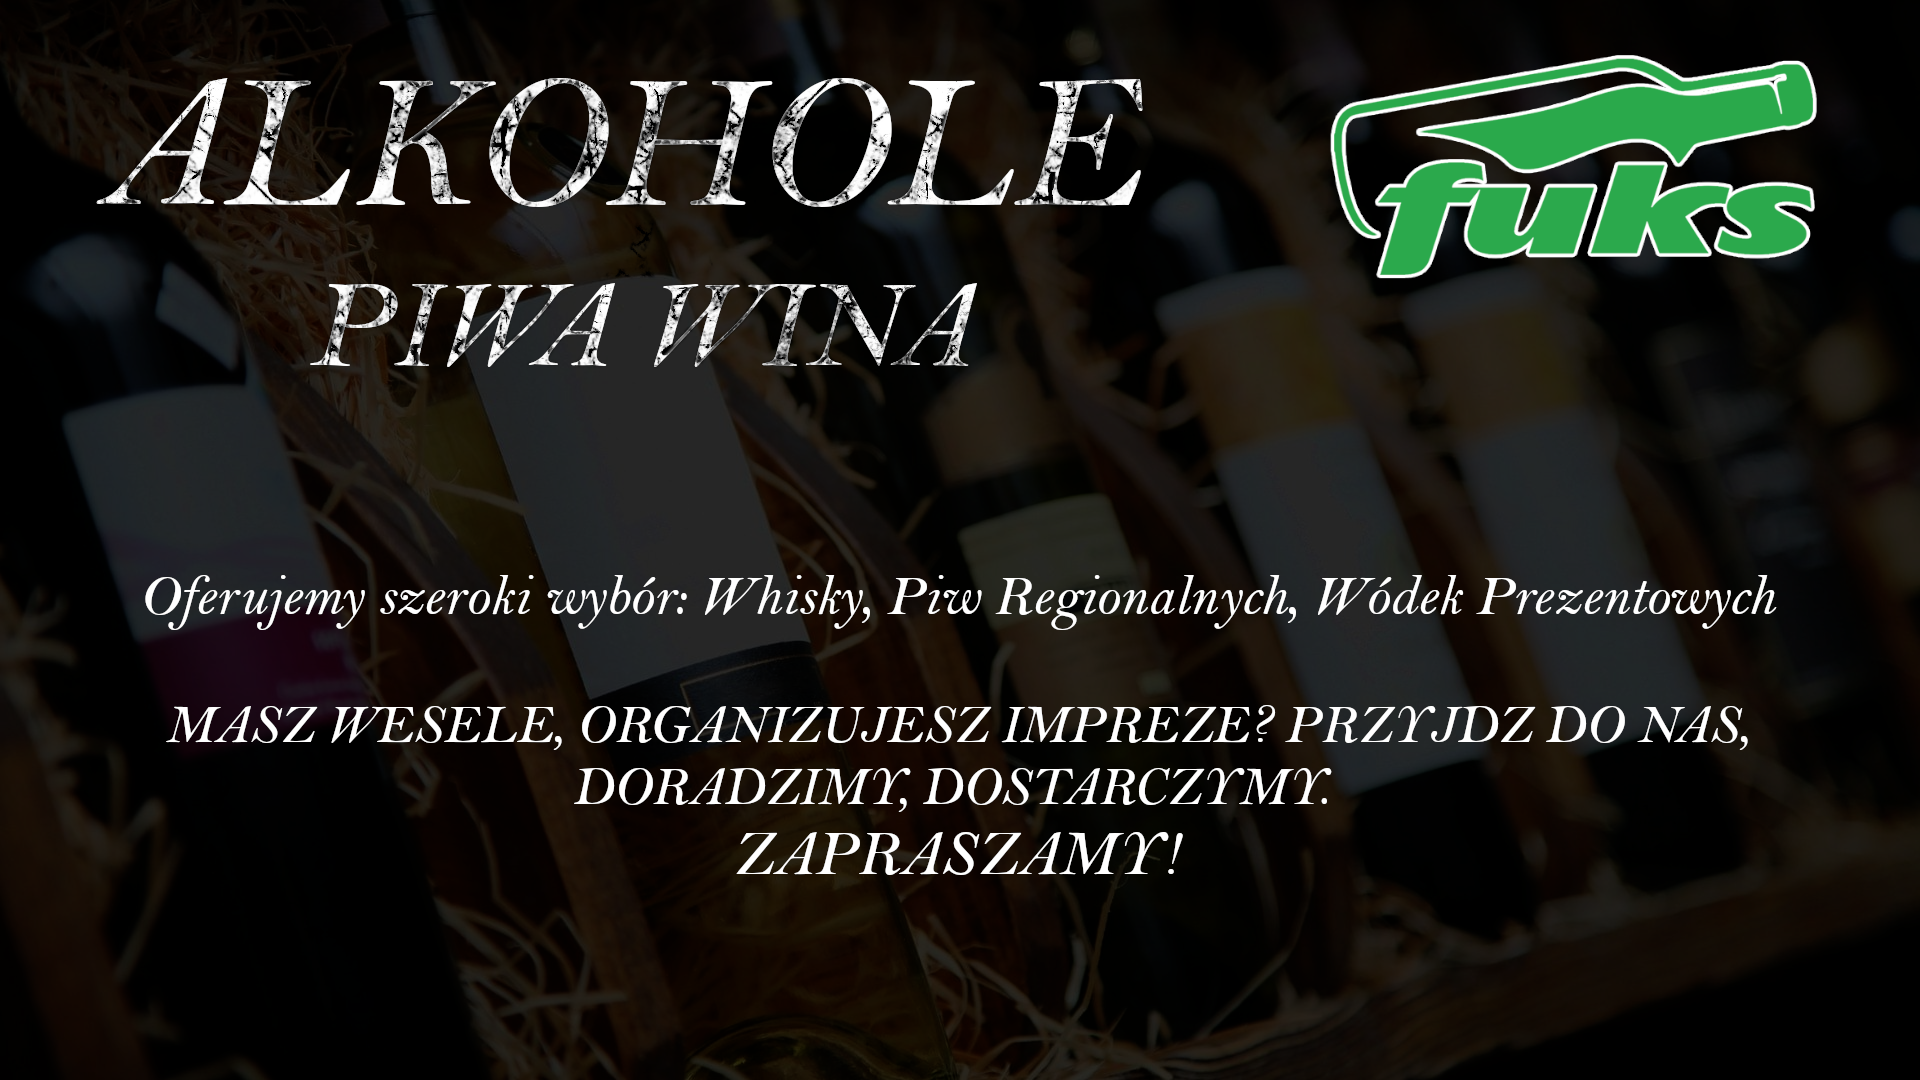 ALKOHOLE
fuks
PIWA WINA
Oferujemy szeroki wybór: Whisky, Piw Regionalnych, Wódek Prezentowych
MASZ WESELE, ORGANIZUJESZ IMPREZE? PRZYJDZ DO NAS,
DORADZIMY, DOSTARCZYMY.
ZAPRASZAMY!